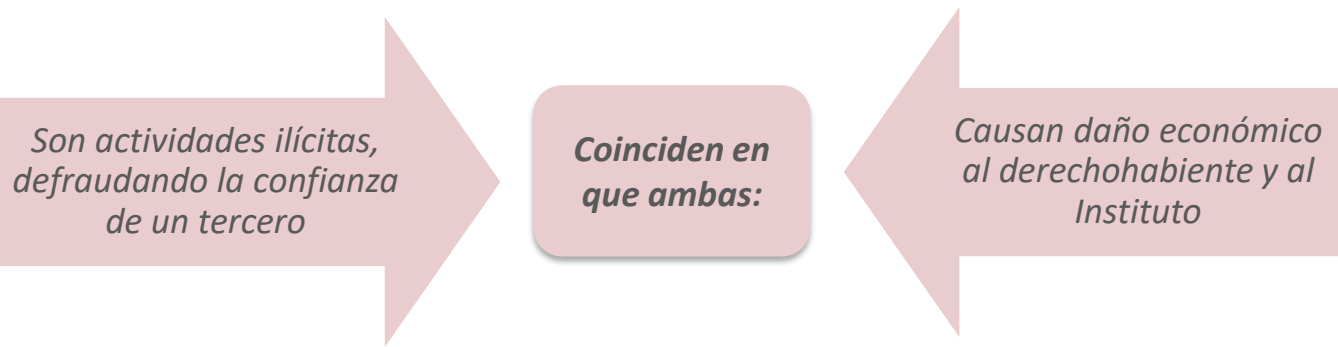 Son actividades ilícitas,
defraudando la confianza
de un tercero
Coinciden en
que ambas:
Causan daño económico
al derechohabiente y al
Instituto